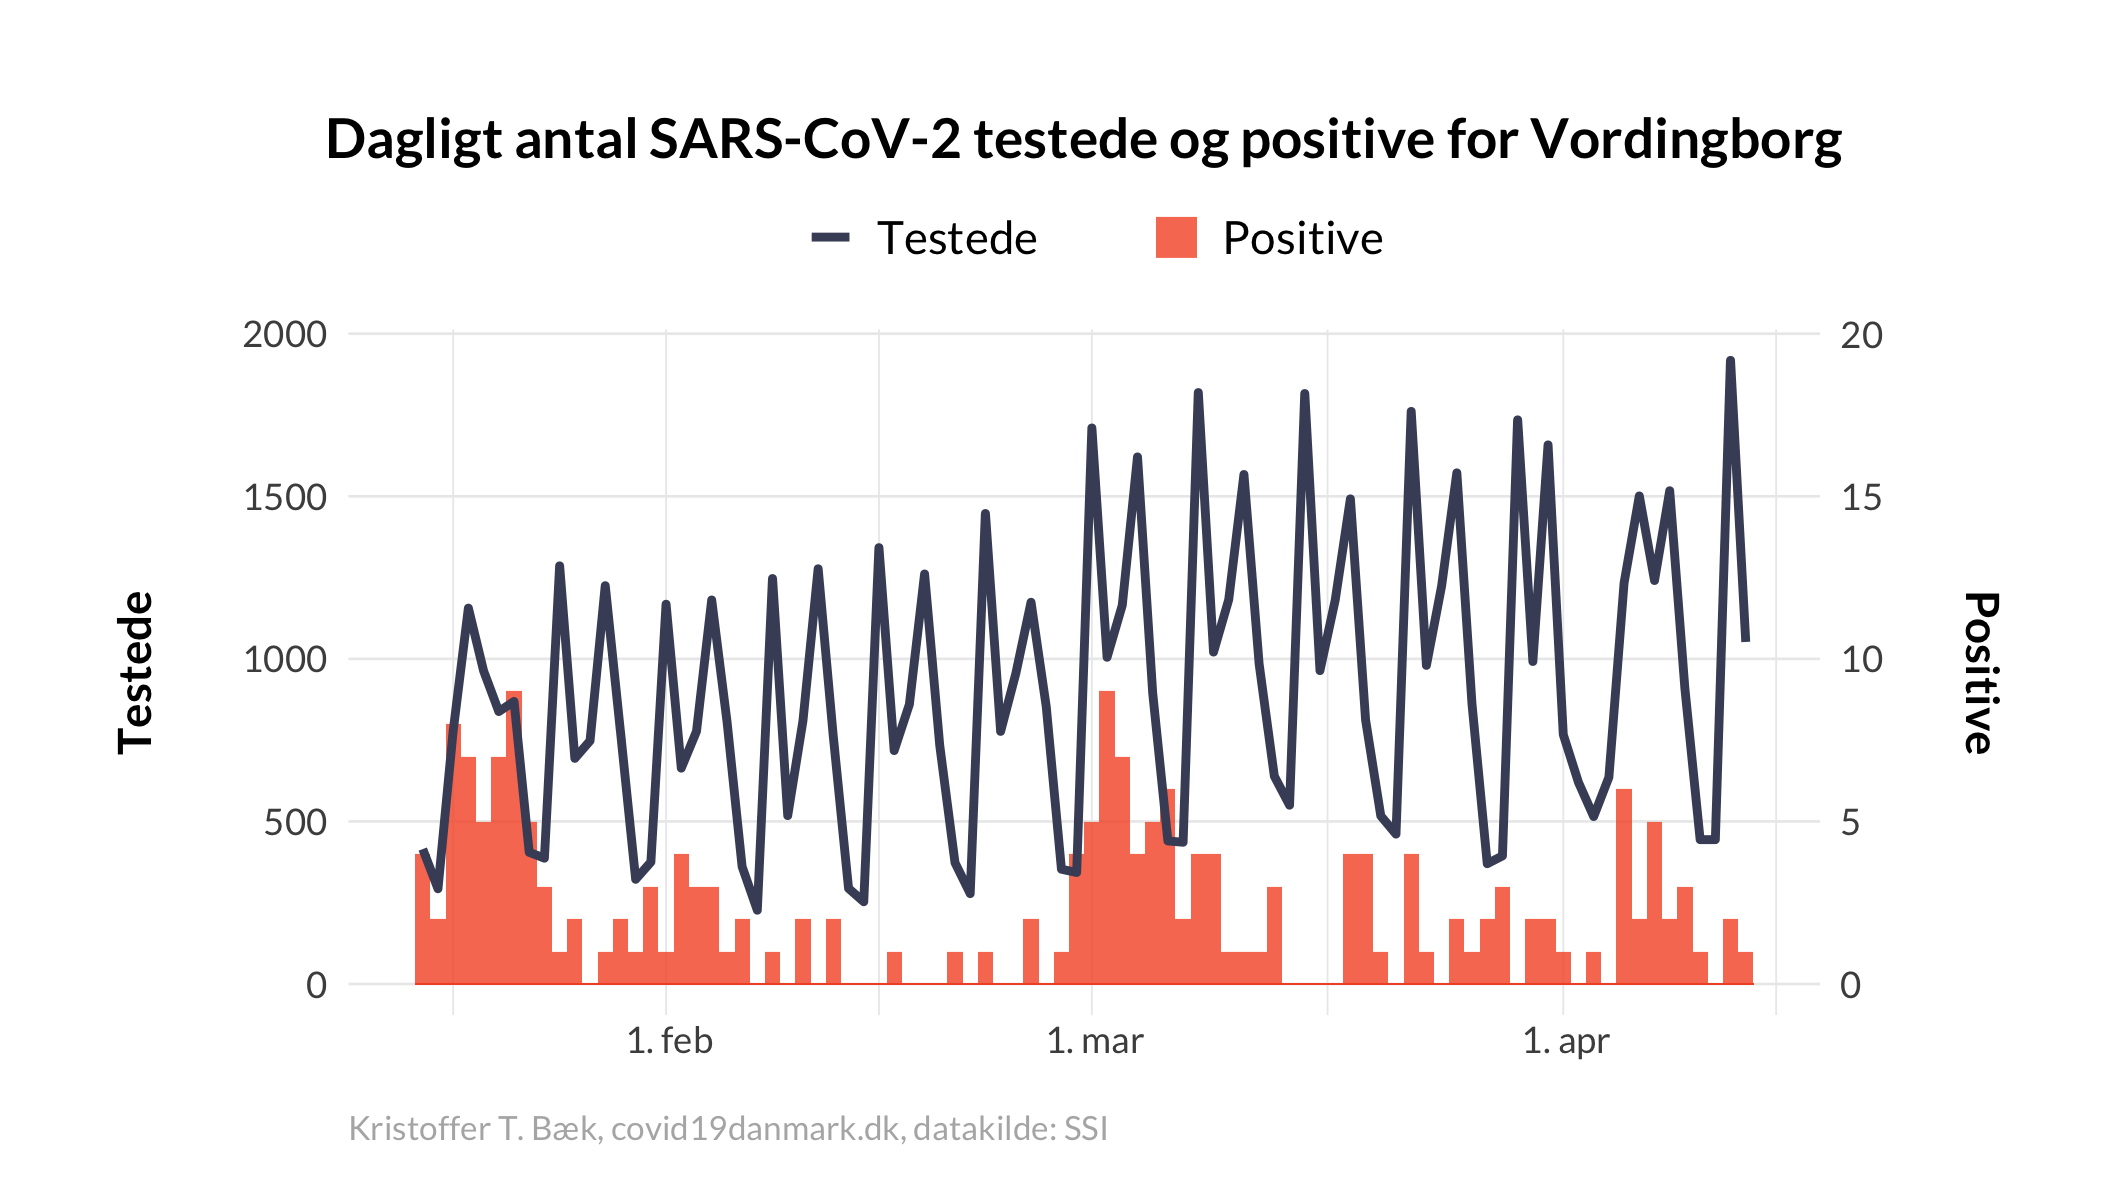 Dagligt antal SARS-CoV-2 testede og positive for Vordingborg
Testede Positive
2000 20
1500 15
1000 10
500 5
0 0
Testede
Positive
1. feb 1. mar 1. apr
Kristoffer T. Bæk, covid19danmark.dk, datakilde: SSI